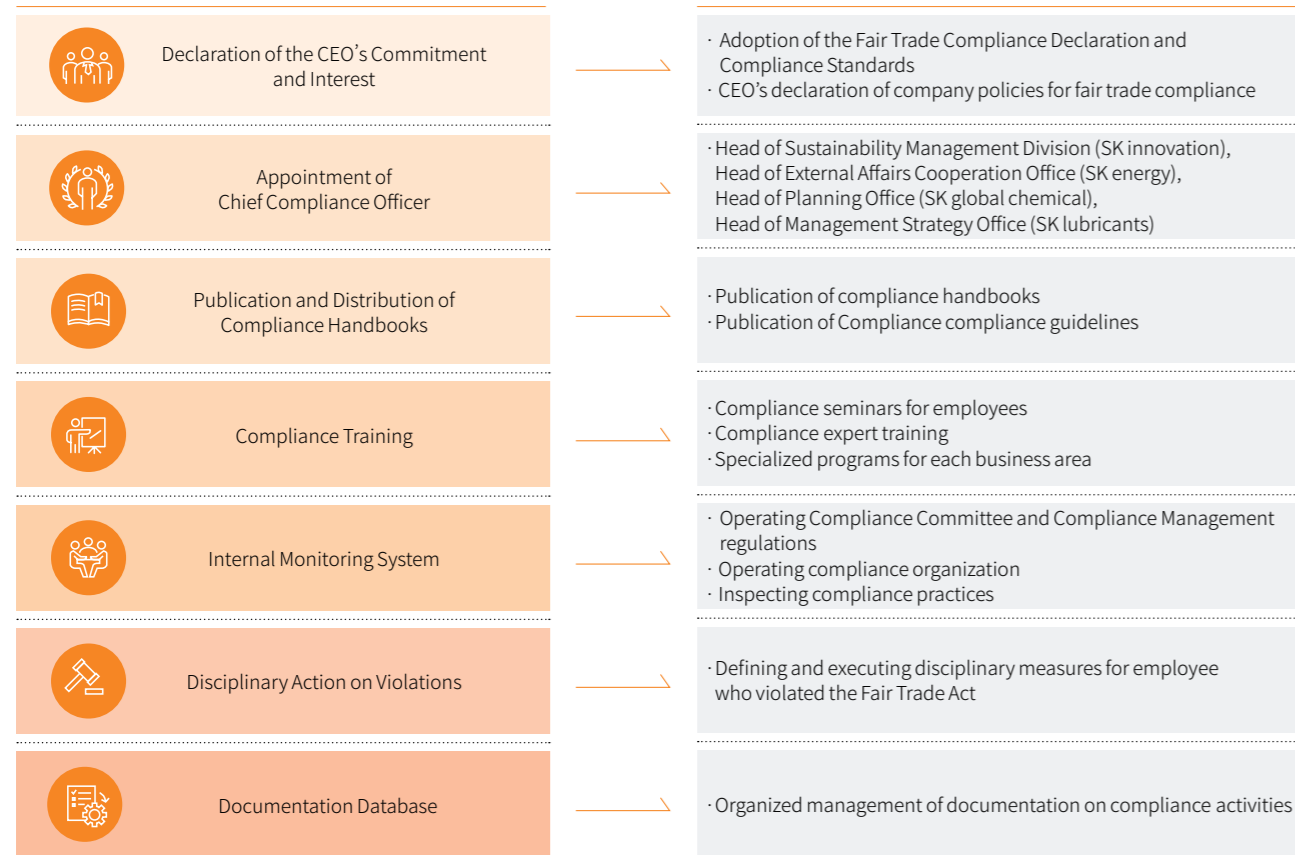 Declaration of the CEO’s Commitment
and Interest
· Adoption of the Fair Trade Compliance Declaration and
Compliance Standards
· CEO’s declaration of company policies for fair trade compliance
Appointment of
Chief Compliance Officer
· Head of Sustainability Management Division (SK innovation),
Head of External Affairs Cooperation Office (SK energy),
Head of Planning Office (SK global chemical),
Head of Management Strategy Office (SK lubricants)
Publication and Distribution of
Compliance Handbooks
· Publication of compliance handbooks
· Publication of Compliance compliance guidelines
Compliance Training
· Compliance seminars for employees
· Compliance expert training
· Specialized programs for each business area
Internal Monitoring System
· Operating Compliance Committee and Compliance Management
regulations
· Operating compliance organization
· Inspecting compliance practices
Disciplinary Action on Violations
· Defining and executing disciplinary measures for employee
who violated the Fair Trade Act
Documentation Database
· Organized management of documentation on compliance activities